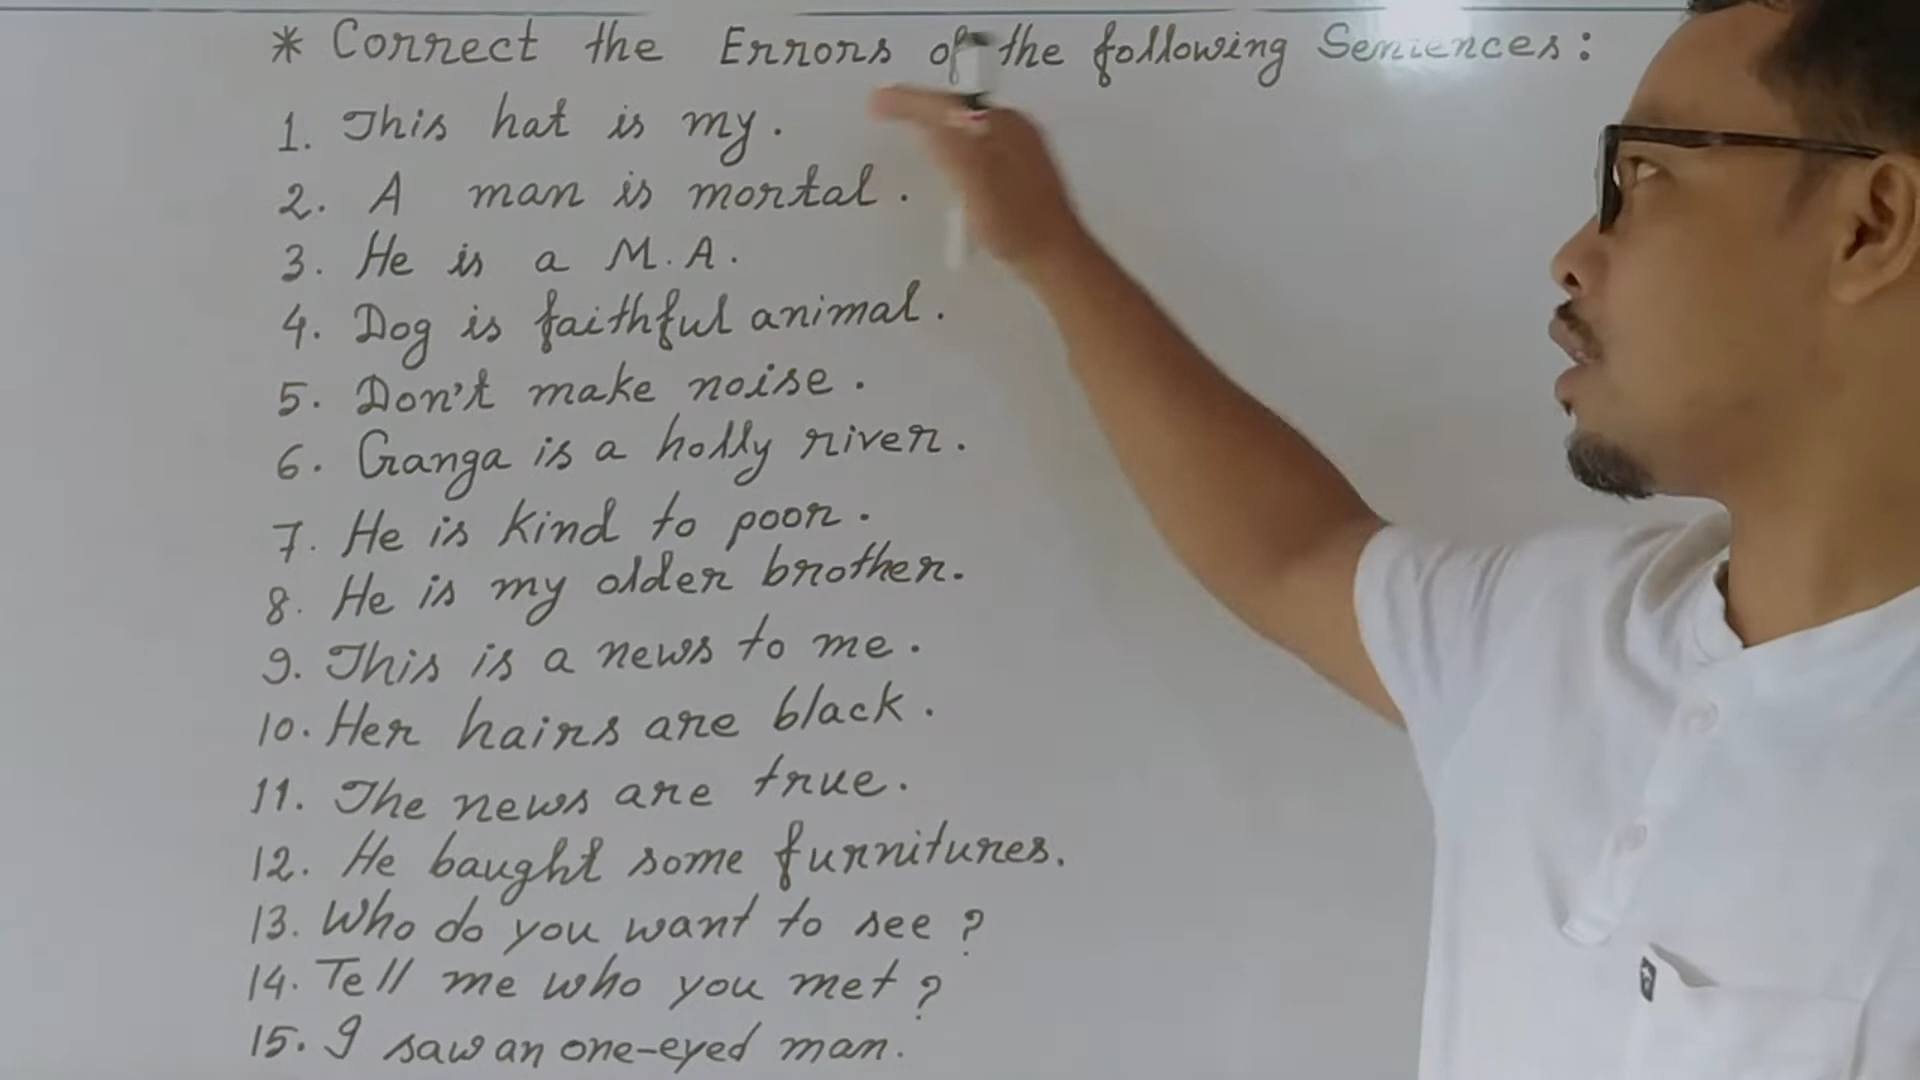 * Correct the Errors of the following Sentences:
1. This hat is my.
2. A man is mortal.
3. He is a M.A.
4. Dog is faithful animal.
5. Don't make noise.
6. Ganga is a holly river.
7. He is kind to poor.
8. He is my older brother.
9. This is a news to me.
10. Her hairs are black.
11. The news are true.
12. He baught some furnitures.
13. Who do you want to see?
14. Tell me who you met?
15. I saw an one-eyed man.